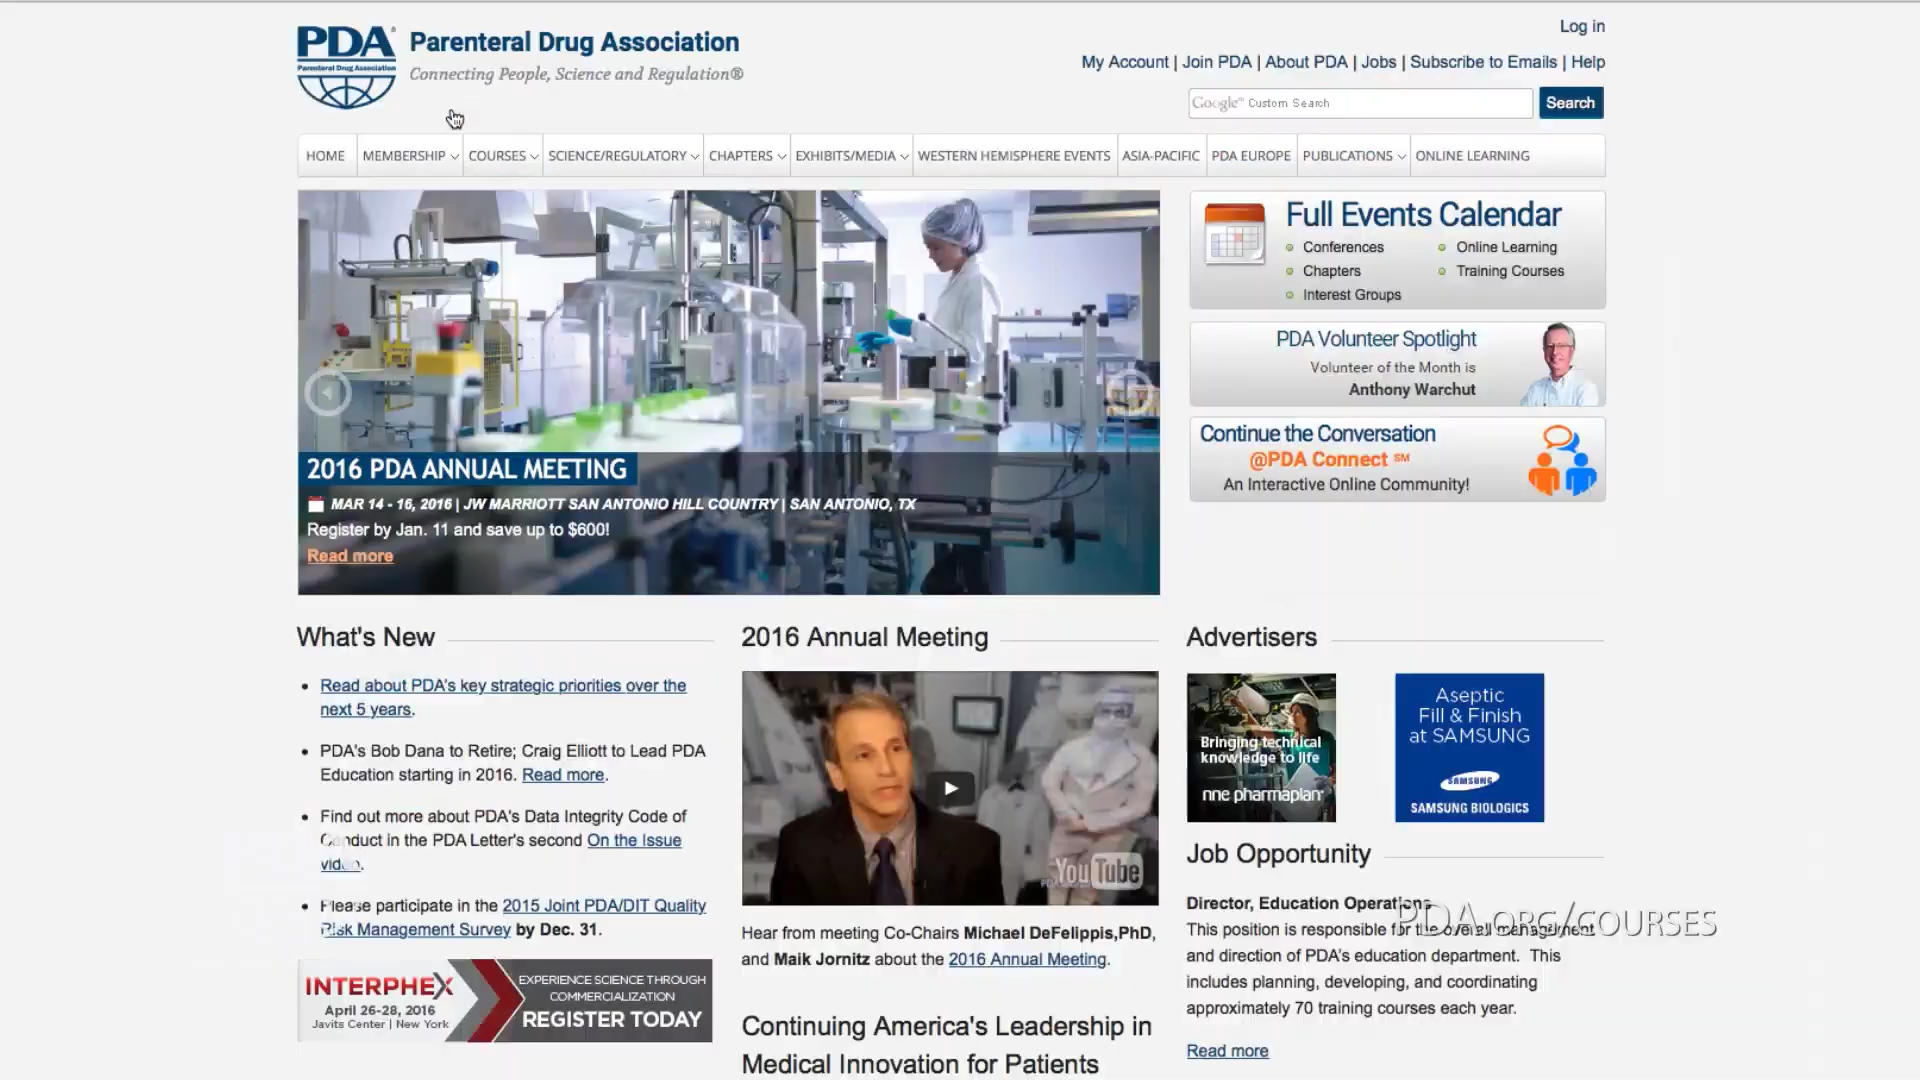 PDA
Parenteral Drug Association
Parenteral Drug Association
Connecting People, Science and Regulation®
Log in
My Account | Join PDA | About PDA | Jobs | Subscribe to Emails | Help
Google™ Custom Search
Search
HOME MEMBERSHIP COURSES SCIENCE/REGULATORY CHAPTERS EXHIBITS/MEDIA WESTERN HEMISPHERE EVENTS ASIA-PACIFIC PDA EUROPE PUBLICATIONS ONLINE LEARNING
2016 PDA ANNUAL MEETING
MAR 14 - 16, 2016 | JW MARRIOTT SAN ANTONIO HILL COUNTRY | SAN ANTONIO, TX
Register by Jan. 11 and save up to $600!
Read more
Full Events Calendar
Conferences
Online Learning
Chapters
Training Courses
Interest Groups
PDA Volunteer Spotlight
Volunteer of the Month is
Anthony Warchut
Continue the Conversation
@PDA Connect SM
An Interactive Online Community!
What's New
Read about PDA's key strategic priorities over the
next 5 years.
PDA's Bob Dana to Retire; Craig Elliott to Lead PDA
Education starting in 2016. Read more.
Find out more about PDA's Data Integrity Code of
Conduct in the PDA Letter's second On the Issue
video.
Please participate in the 2015 Joint PDA/DIT Quality
Risk Management Survey by Dec. 31.
INTERPHEX
April 26-28, 2016
Javits Center | New York
EXPERIENCE SCIENCE THROUGH
COMMERCIALIZATION
REGISTER TODAY
2016 Annual Meeting
YouTube
Hear from meeting Co-Chairs Michael DeFelippis,PhD,
and Maik Jornitz about the 2016 Annual Meeting.
Continuing America's Leadership in
Medical Innovation for Patients
Advertisers
Bringing technical
knowledge to life
nne pharmaplan®
Aseptic
Fill & Finish
at SAMSUNG
SAMSUNG
SAMSUNG BIOLOGICS
Job Opportunity
Director, Education Operations
This position is responsible for the overall management
and direction of PDA's education department. This
includes planning, developing, and coordinating
approximately 70 training courses each year.
Read more
PDA.ORG/COURSES